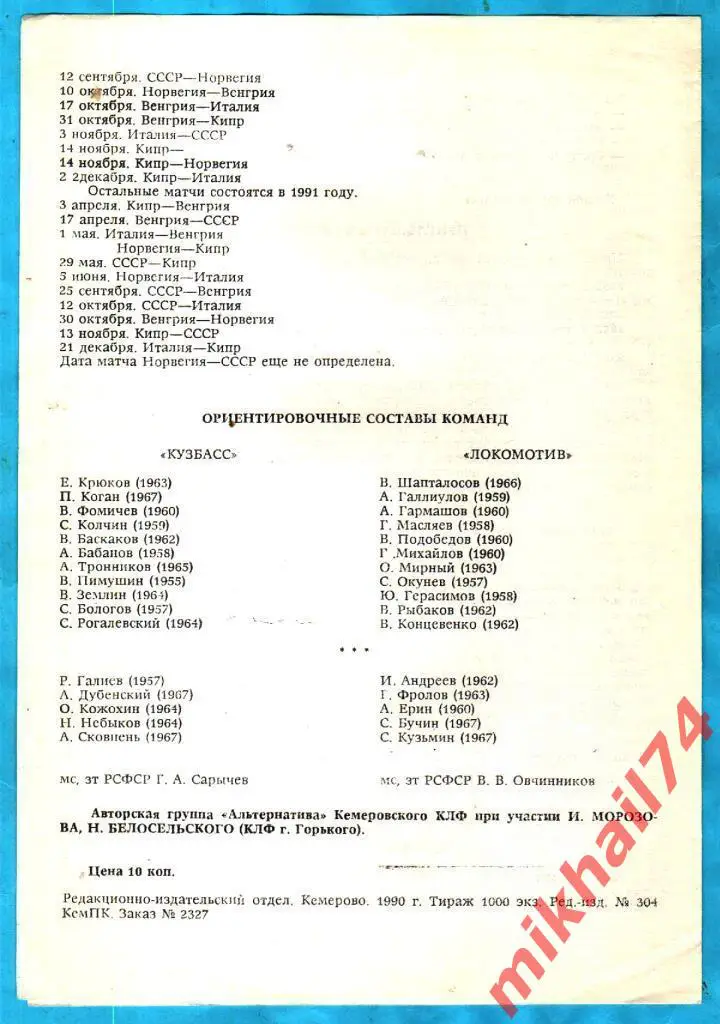 12 сентября. СССР—Норвегия
10 октября. Норвегия—Венгрия
17 октября. Венгрия—Италия
31 октября. Венгрия—Кипр
3 ноября. Италия—СССР
14 ноября. Кипр—
14 ноября. Кипр—Норвегия
2 2декабря. Кипр—Италия
Остальные матчи состоятся в 1991 году.
3 апреля. Кипр—Венгрия
17 апреля. Венгрия—СССР
1 мая. Италия—Венгрия
Норвегия—Кипр
29 мая. СССР—Кипр
5 июня. Норвегия—Италия
25 сентября. СССР—Венгрия
12 октября. СССР—Италия
30 октября. Венгрия—Норвегия
13 ноября. Кипр—СССР
21 декабря. Италия—Кипр
Дата матча Норвегия—СССР еще не определена.
ОРИЕНТИРОВОЧНЫЕ СОСТАВЫ КОМАНД
«КУЗБАСС»
Е. Крюков (1963)
П. Коган (1967)
В. Фомичев (1960)
С. Колчин (1959)
В. Баскаков (1962)
А. Бабанов (1958)
А. Тронников (1965)
В. Пимушин (1955)
В. Землин (1964)
С. Бологов (1957)
С. Рогалевский (1964)
«ЛОКОМОТИВ»
В. Шапталосов (1966)
А. Галлиулов (1959)
А. Гармашов (1960)
Г. Масляев (1958)
В. Подобедов (1960)
Г .Михайлов (1960)
О. Мирный (1963)
С. Окунев (1957)
Ю. Герасимов (1958)
В. Рыбаков (1962)
В. Концевенко (1962)
* * *
Р. Галиев (1957)
А. Дубенский (1967)
О. Кожохин (1964)
Н. Небыков (1964)
А. Сковпень (1967)
И. Андреев (1962)
Г. Фролов (1963)
А. Ерин (1960)
С. Бучин (1967)
С. Кузьмин (1967)
мс, зт РСФСР Г. А. Сарычев
мс, зт РСФСР В. В. Овчинников
Авторская группа «Альтернатива» Кемеровского КЛФ при участии И. МОРОЗО-
ВА, Н. БЕЛОСЕЛЬСКОГО (КЛФ г. Горького).
Цена 10 коп.
Редакционно-издательский отдел. Кемерово. 1990 г. Тираж 1000 экз. Ред.-изд. № 304
КемПК. Заказ № 2327
mikhail74